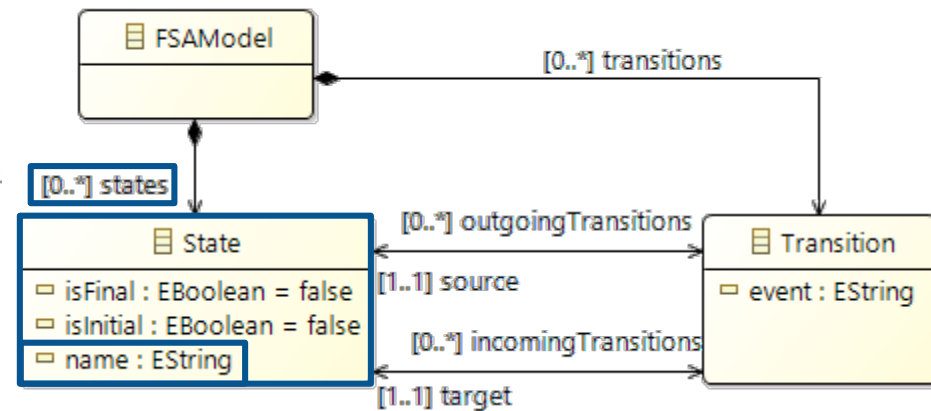 FSAModel
[0..*] transitions
[0..*] states
State
isFinal : EBoolean = false
isInitial : EBoolean = false
name : EString
[0..*] outgoingTransitions
[1..1] source
[0..*] incomingTransitions
[1..1] target
Transition
event : EString